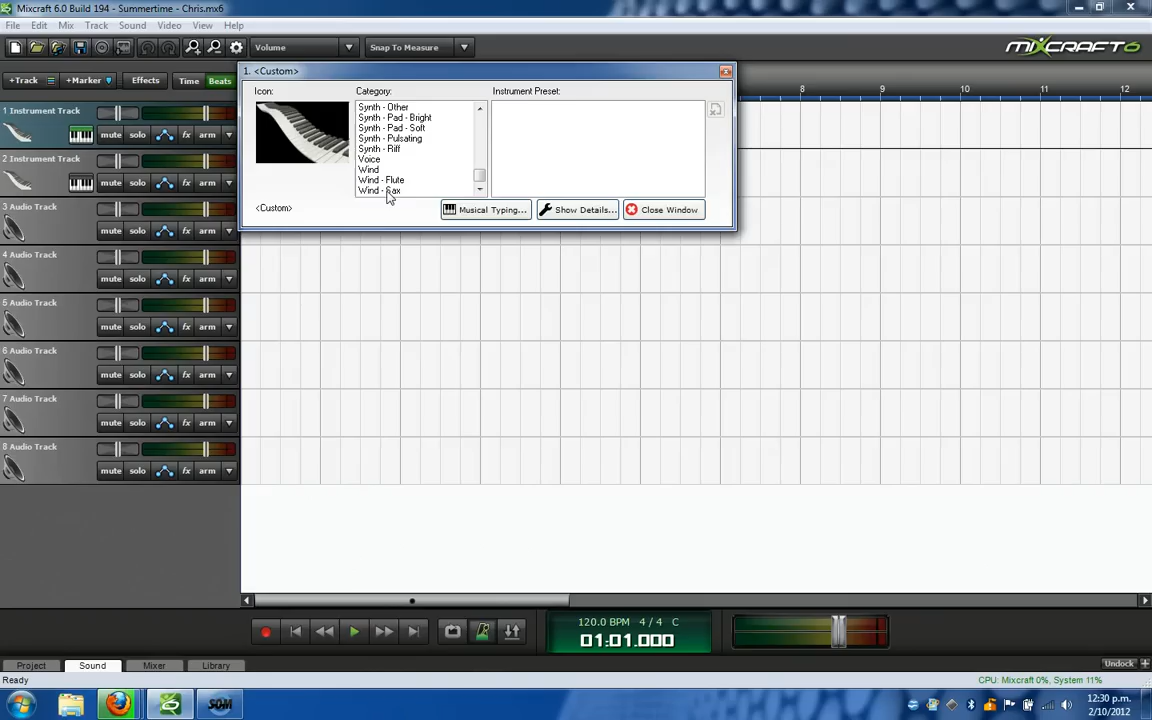 Mixcraft 6.0 Build 194 - Summertime - Chris.mx6
File Edit Mix Track Sound Video View Help
Volume Snap To Measure
MIXCRAFT6
+Track +Marker Effects Time Beats
1. <Custom>
Icon: Category: Instrument Preset:
Synth - Other
Synth - Pad - Bright
Synth - Pad - Soft
Synth - Pulsating
Synth - Riff
Voice
Wind
Wind - Flute
Wind - Sax
<Custom>
Musical Typing... Show Details... Close Window
8 9 10 11 12
1 Instrument Track
mute solo fx arm
2 Instrument Track
mute solo fx arm
3 Audio Track
mute solo fx arm
4 Audio Track
mute solo fx arm
5 Audio Track
mute solo fx arm
6 Audio Track
mute solo fx arm
7 Audio Track
mute solo fx arm
8 Audio Track
mute solo fx arm
120.0 BPM 4 / 4 C
01:01.000
Project Sound Mixer Library
Undock
Ready
CPU: Mixcraft 0%, System 11%
SOM
12:30 p.m.
2/10/2012